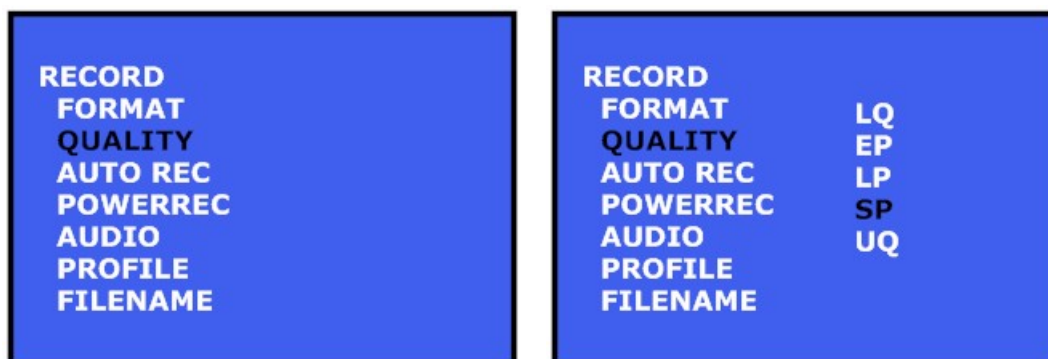 RECORD
FORMAT
QUALITY
AUTO REC
POWERREC
AUDIO
PROFILE
FILENAME
RECORD
FORMAT
QUALITY
AUTO REC
POWERREC
AUDIO
PROFILE
FILENAME
LQ
EP
LP
SP
UQ